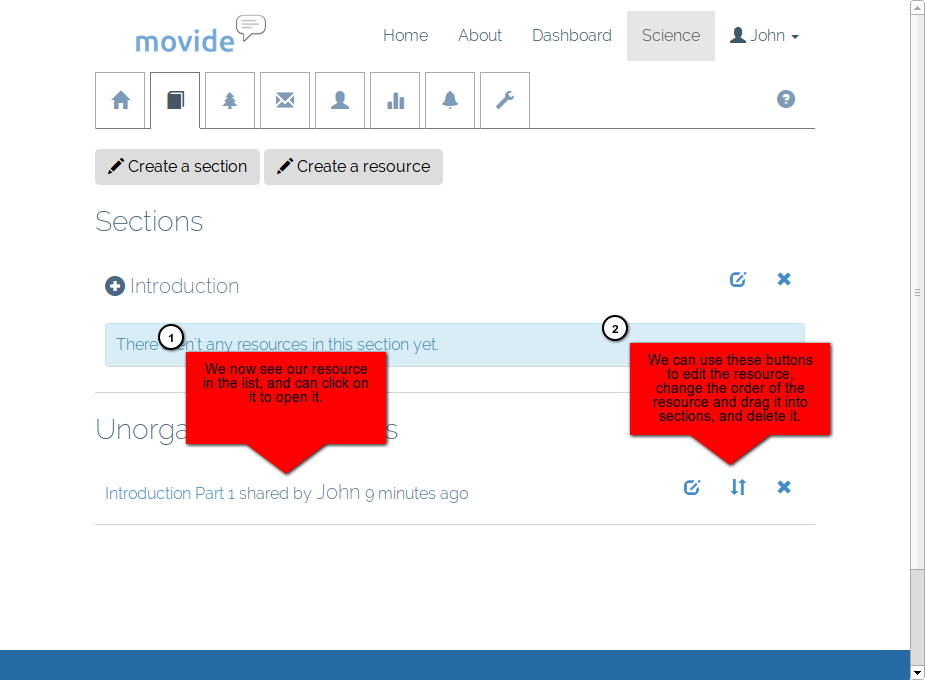 movide
Home About Dashboard Science John
?
Create a section Create a resource
Sections
Introduction
1
2
There n't any resources in this section yet.
We now see our resource
in the list, and can click on
it to open it.
We can use these buttons
to edit the resource,
change the order of the
resource and drag it into
sections, and delete it.
Introduction Part 1 shared by John 9 minutes ago